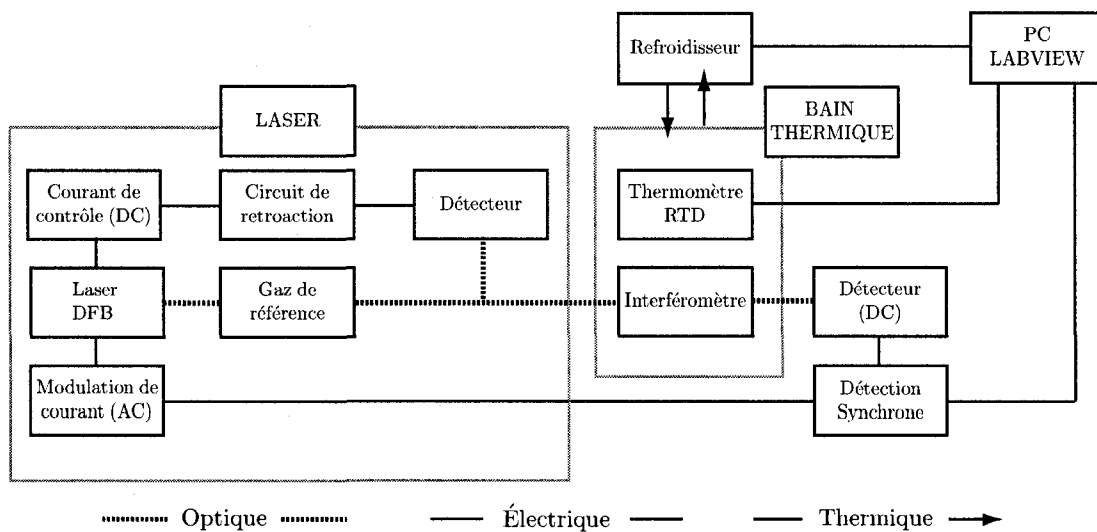 Refroidisseur
PC
LABVIEW
LASER
BAIN
THERMIQUE
Courant de
contrôle (DC)
Circuit de
retroaction
Détecteur
Thermomètre
RTD
Laser
DFB
Gaz de
référence
Interféromètre
Détecteur
(DC)
Modulation de
courant (AC)
Détection
Synchrone
Optique
Électrique
Thermique